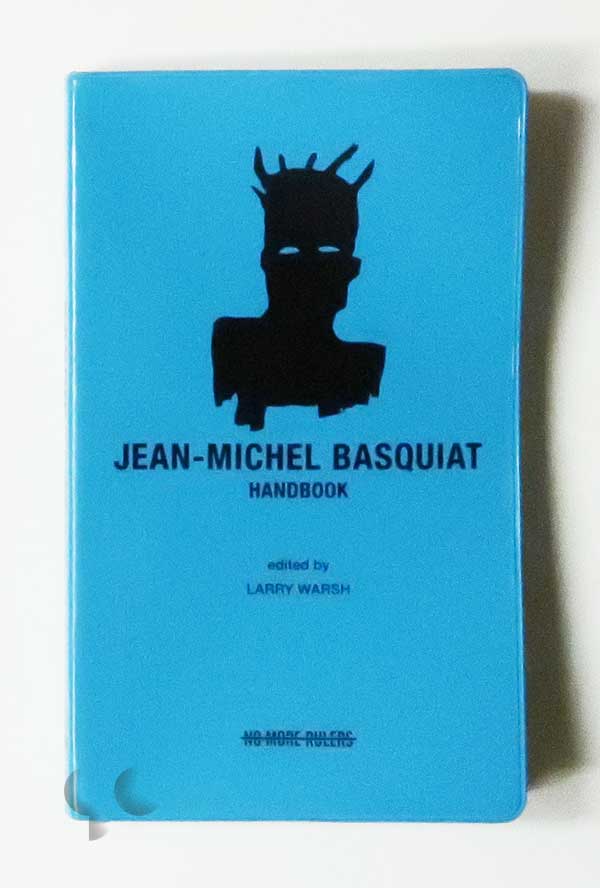 JEAN-MICHEL BASQUIAT
HANDBOOK
edited by
LARRY WARSH
NO MORE RULERS